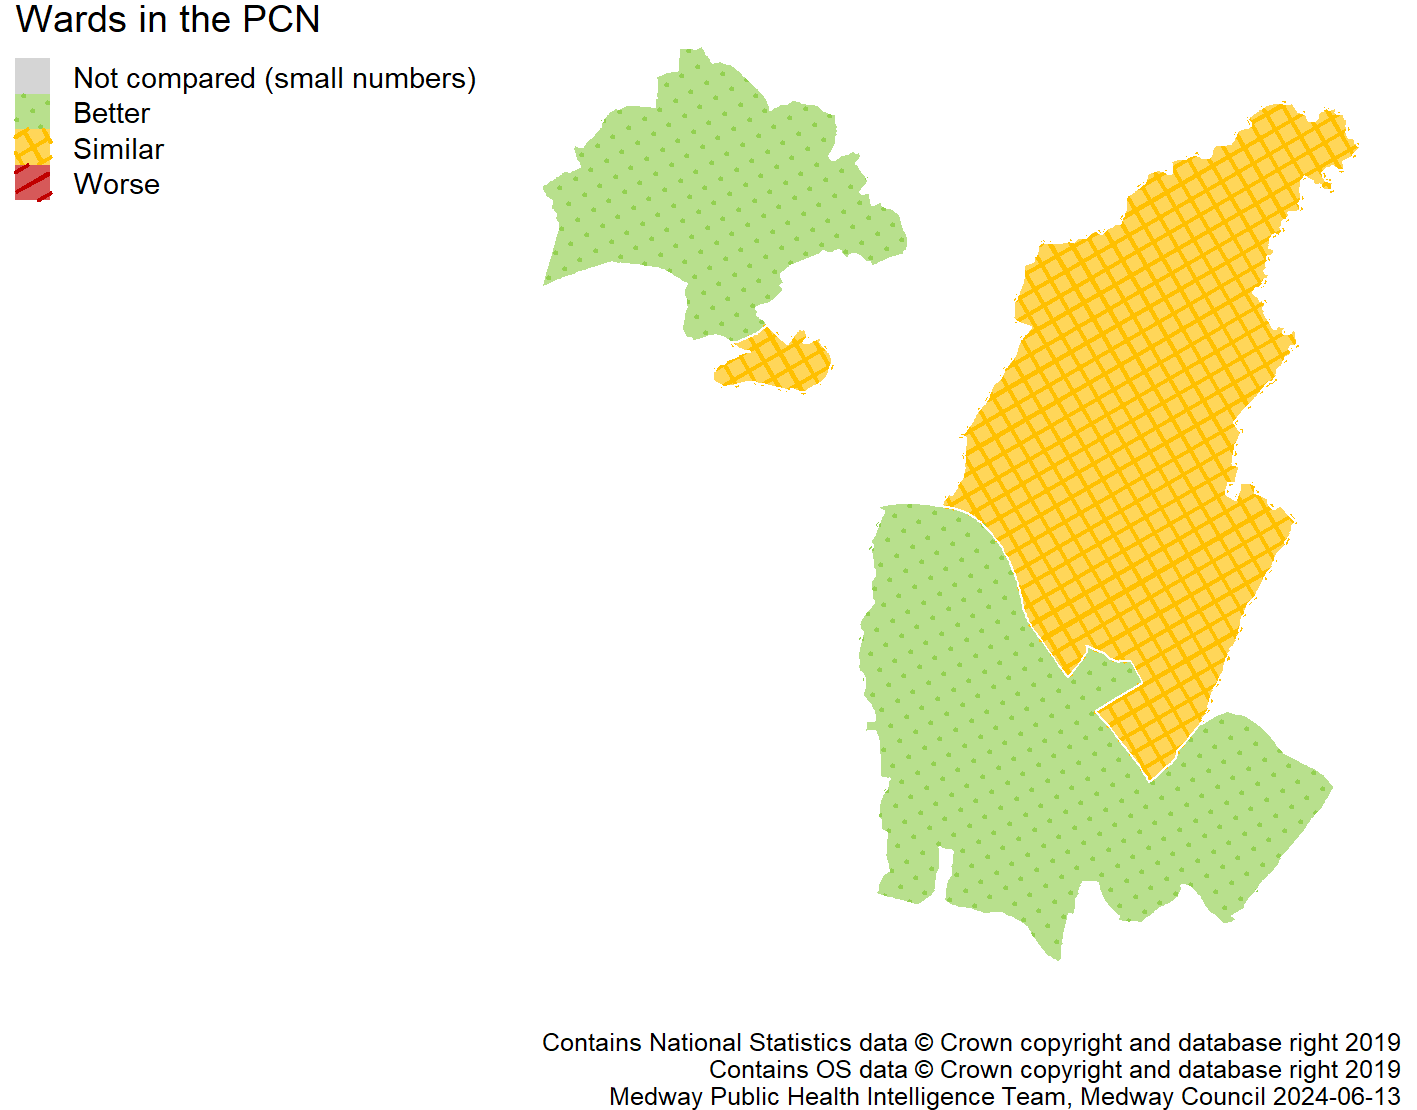 Wards in the PCN
Not compared (small numbers)
Better
Similar
Worse
Contains National Statistics data © Crown copyright and database right 2019
Contains OS data © Crown copyright and database right 2019
Medway Public Health Intelligence Team, Medway Council 2024-06-13